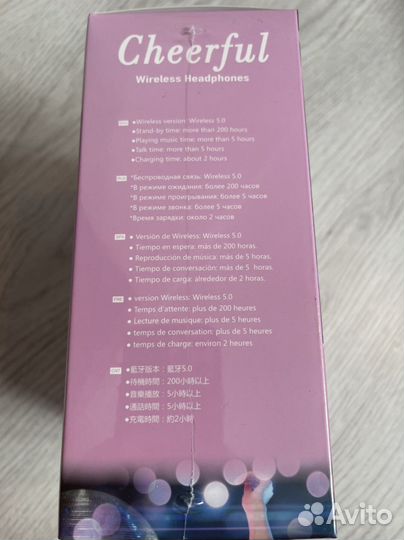 Cheerful
Wireless Headphones
●Wireless version: Wireless 5.0
●Stand-by time: more than 200 hours
●Playing music time: more than 5 hours
●Talk time: more than 5 hours
●Charging time: about 2 hours
*Беспроводная связь: Wireless 5.0
*В режиме ожидания: более 200 часов
*В режиме проигрывания: более 5 часов
*В режиме звонка: более 5 часов
*Время зарядки: около 2 часов
● Versión de Wireless: Wireless 5.0
● Tiempo en espera: más de 200 horas.
● Reproducción de música: más de 5 horas.
● Tiempo de conversación: más de 5 horas.
● Tiempo de carga: alrededor de 2 horas.
● version Wireless: Wireless 5.0
● Temps d'attente: plus de 200 heures
● Lecture de musique: plus de 5 heures
● temps de conversation: plus de 5 heures
● temps de charge: environ 2 heures
●藍牙版本：藍牙5.0
●待機時間：200小時以上
●音樂播放：5小時以上
●通話時間：5小時以上
●充電時間：約2小時
Avito